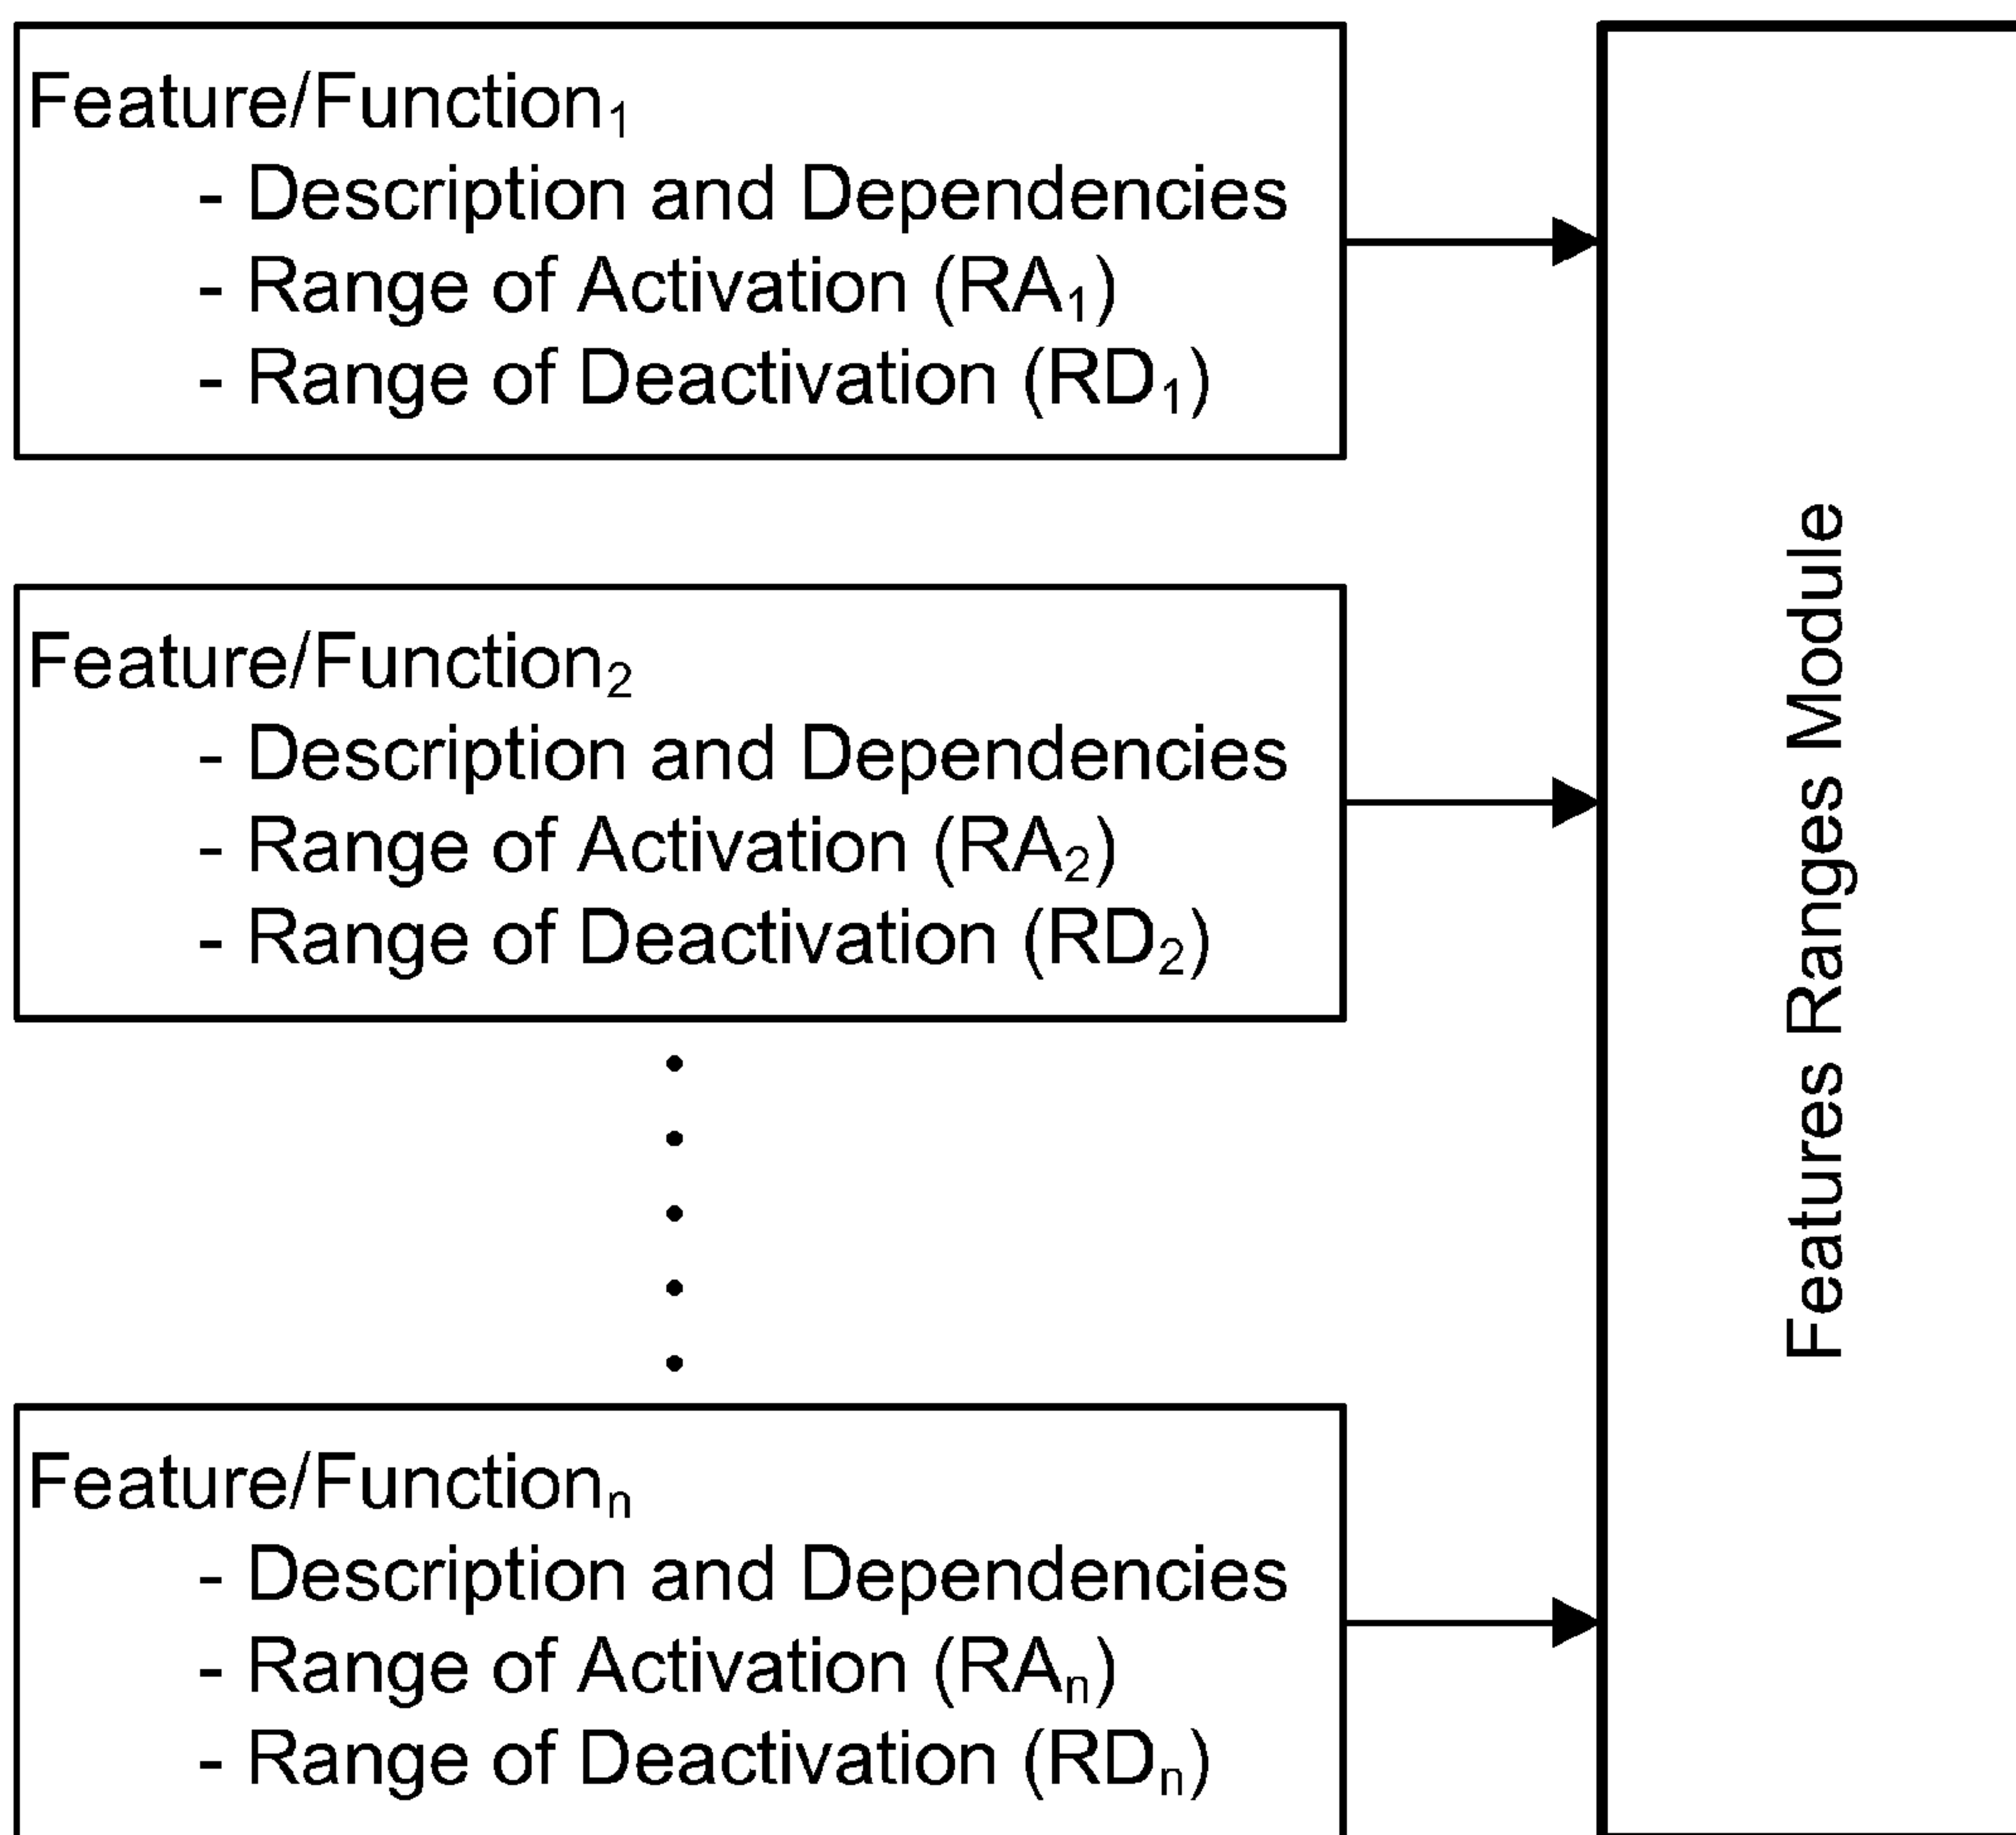 Feature/Function₁
- Description and Dependencies
- Range of Activation (RA₁)
- Range of Deactivation (RD₁)
Feature/Function₂
- Description and Dependencies
- Range of Activation (RA₂)
- Range of Deactivation (RD₂)
Feature/Functionₙ
- Description and Dependencies
- Range of Activation (RAₙ)
- Range of Deactivation (RDₙ)
Features Ranges Module